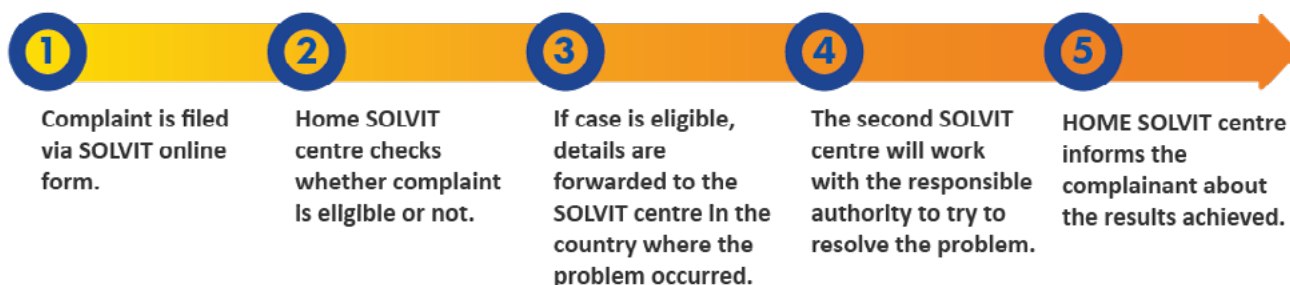 1
2
3
4
5
Complaint is filed
via SOLVIT online
form.
Home SOLVIT
centre checks
whether complaint
is eligible or not.
If case is eligible,
details are
forwarded to the
SOLVIT centre in the
country where the
problem occurred.
The second SOLVIT
centre will work
with the responsible
authority to try to
resolve the problem.
HOME SOLVIT centre
informs the
complainant about
the results achieved.